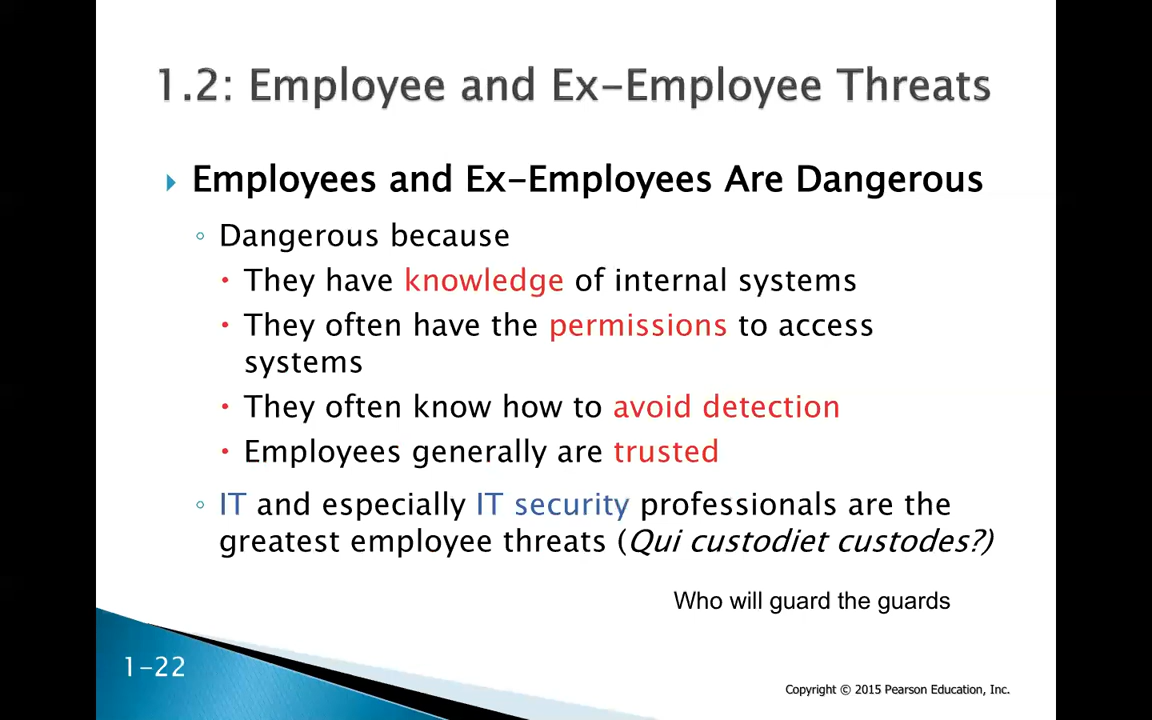 1.2: Employee and Ex-Employee Threats
Employees and Ex-Employees Are Dangerous
Dangerous because
They have knowledge of internal systems
They often have the permissions to access
systems
They often know how to avoid detection
Employees generally are trusted
IT and especially IT security professionals are the
greatest employee threats (Qui custodiet custodes?)
Who will guard the guards
1-22
Copyright © 2015 Pearson Education, Inc.